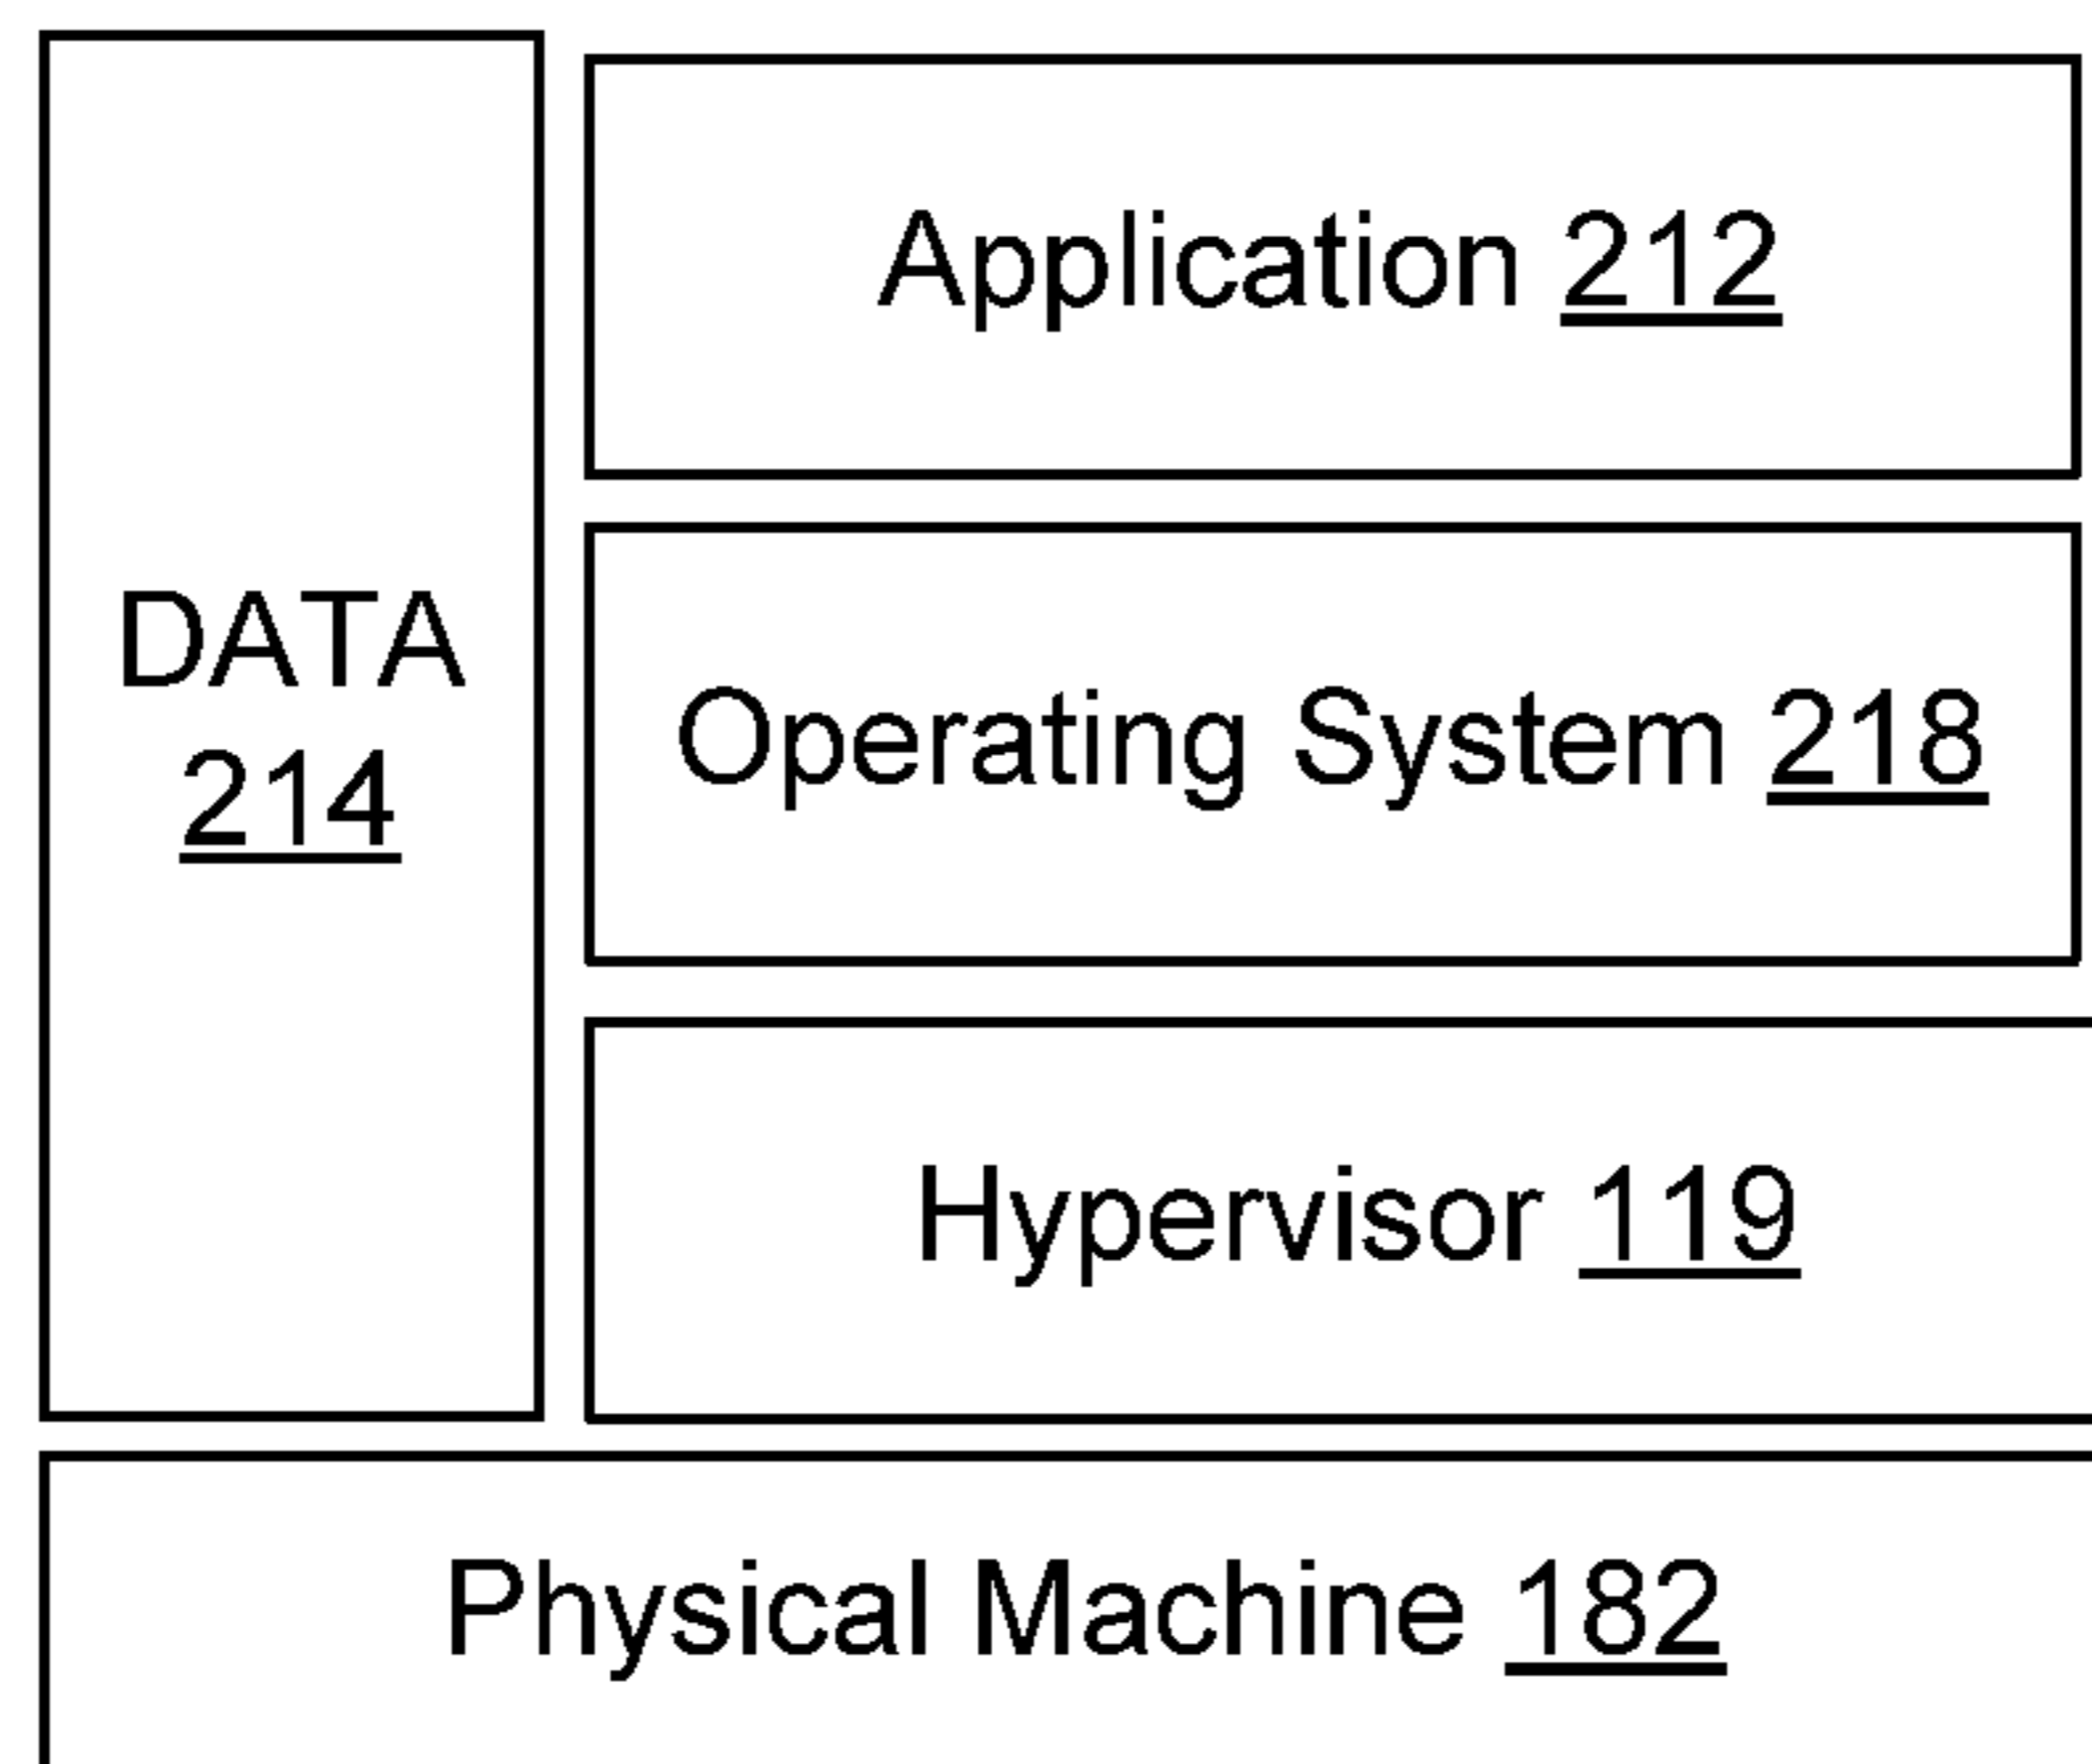 Application 212
DATA
214
Operating System 218
Hypervisor 119
Physical Machine 182